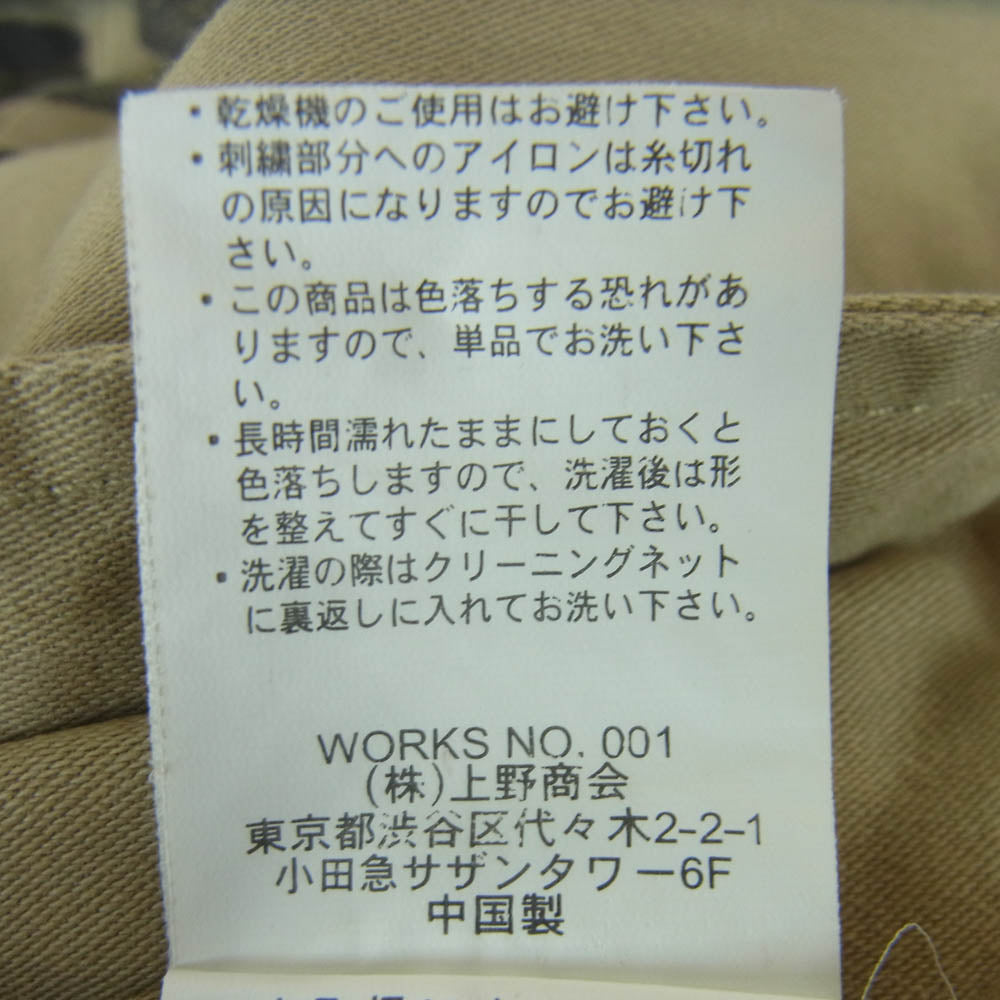 ・乾燥機のご使用はお避け下さい。
・刺繍部分へのアイロンは糸切れ
の原因になりますのでお避け下
さい。
・この商品は色落ちする恐れがあ
りますので、単品でお洗い下さ
い。
・長時間濡れたままにしておくと
色落ちしますので、洗濯後は形
を整えてすぐに干して下さい。
・洗濯の際はクリーニングネット
に裏返しに入れてお洗い下さい。
WORKS NO. 001
(株)上野商会
東京都渋谷区代々木2-2-1
小田急サザンタワー6F
中国製